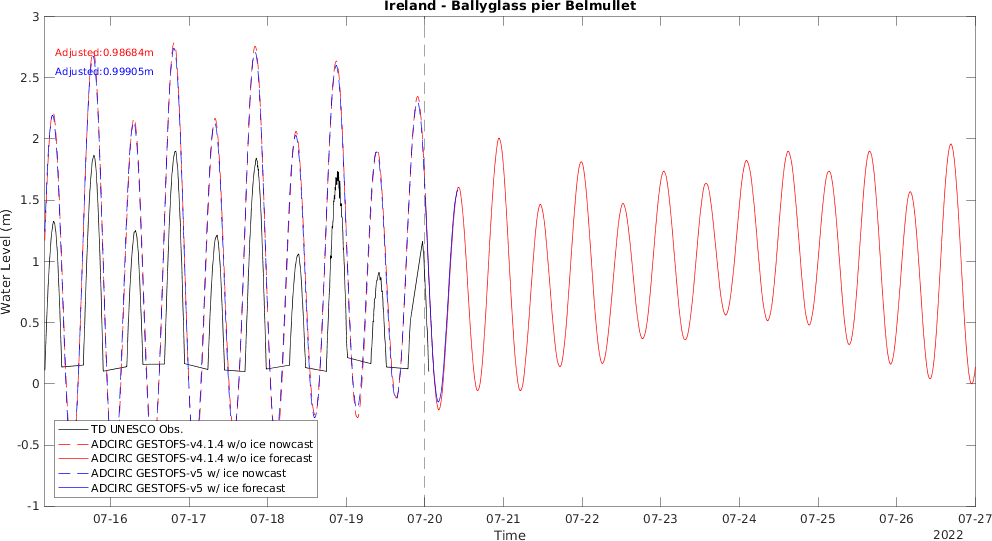 Ireland - Ballyglass pier Belmullet
3
2.5
2
1.5
1
0.5
0
-0.5
-1
Water Level (m)
Adjusted:0.98684m
Adjusted:0.99905m
TD UNESCO Obs.
ADCIRC GESTOFS-v4.1.4 w/o ice nowcast
ADCIRC GESTOFS-v4.1.4 w/o ice forecast
ADCIRC GESTOFS-v5 w/ ice nowcast
ADCIRC GESTOFS-v5 w/ ice forecast
07-16 07-17 07-18 07-19 07-20 07-21 07-22 07-23 07-24 07-25 07-26 07-27
Time
2022